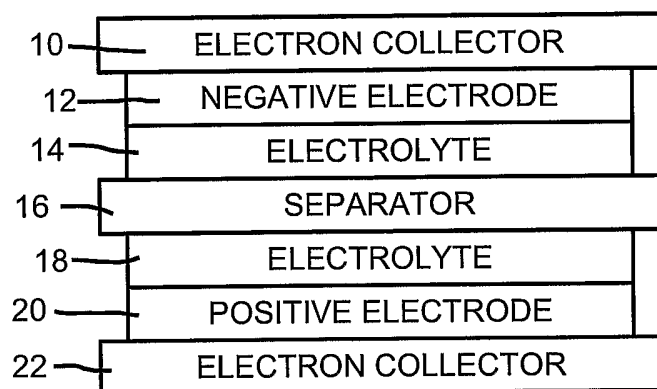 10 ELECTRON COLLECTOR
12 NEGATIVE ELECTRODE
14 ELECTROLYTE
16 SEPARATOR
18 ELECTROLYTE
20 POSITIVE ELECTRODE
22 ELECTRON COLLECTOR